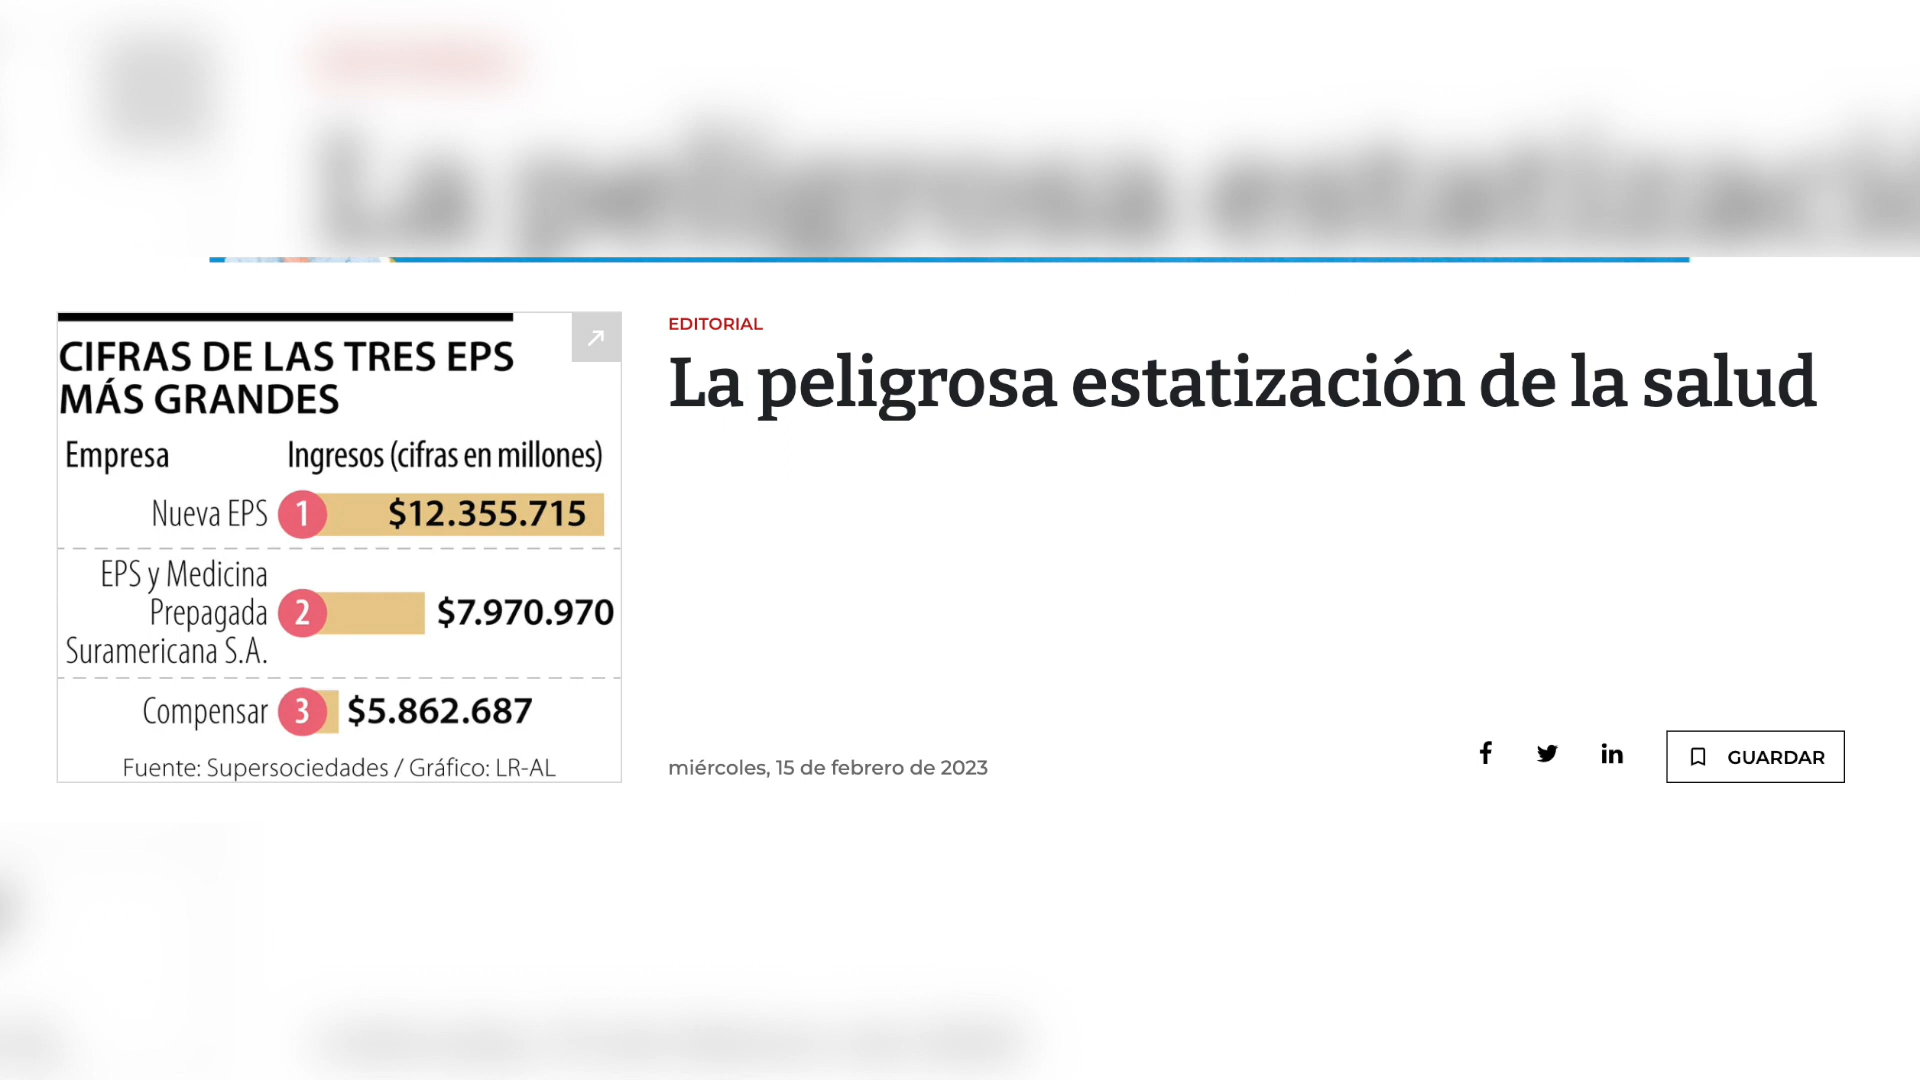 CIFRAS DE LAS TRES EPS
MÁS GRANDES
Empresa Ingresos (cifras en millones)
Nueva EPS 1 $12.355.715
EPS y Medicina
Prepagada 2 $7.970.970
Suramericana S.A.
Compensar 3 $5.862.687
Fuente: Supersociedades / Gráfico: LR-AL
EDITORIAL
La peligrosa estatización de la salud
miércoles, 15 de febrero de 2023
f in GUARDAR